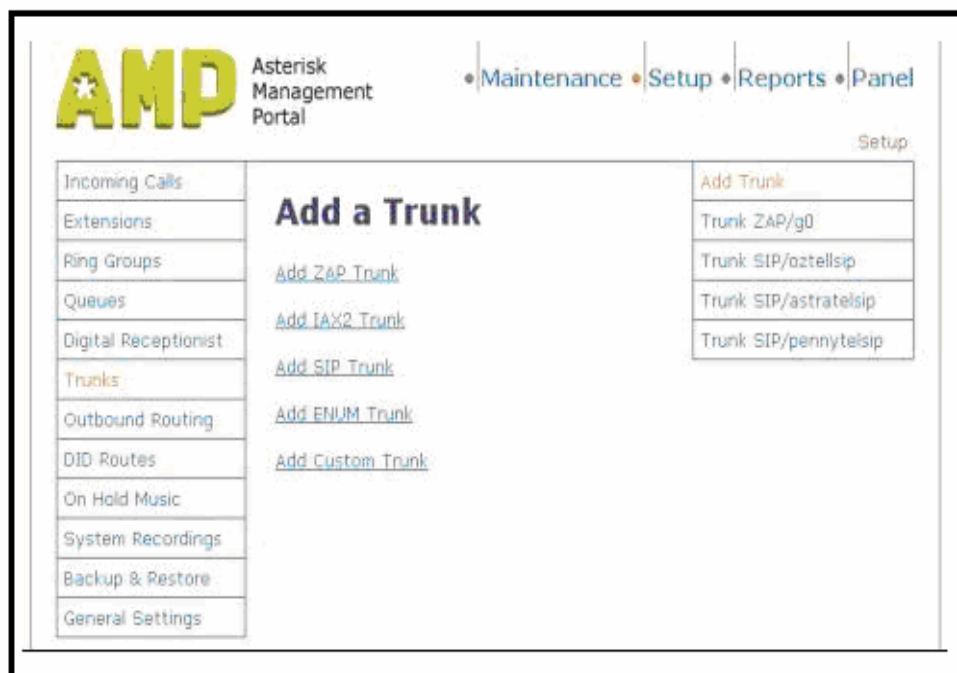 AMP
Asterisk
Management
Portal
Maintenance Setup Reports Panel
Setup
Incoming Calls
Extensions
Ring Groups
Queues
Digital Receptionist
Trunks
Outbound Routing
DID Routes
On Hold Music
System Recordings
Backup & Restore
General Settings
Add a Trunk
Add ZAP Trunk
Add IAX2 Trunk
Add SIP Trunk
Add ENUM Trunk
Add Custom Trunk
Add Trunk
Trunk ZAP/g0
Trunk SIP/oztellsip
Trunk SIP/astratelsip
Trunk SIP/pennytelsip